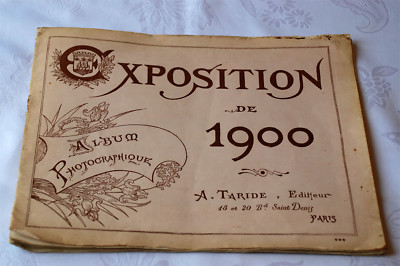 EXPOSITION
DE
1900
ALBUM
PHOTOGRAPHIQUE
A. TARIDE, Editeur
18 et 20 Bd Saint Denis
PARIS